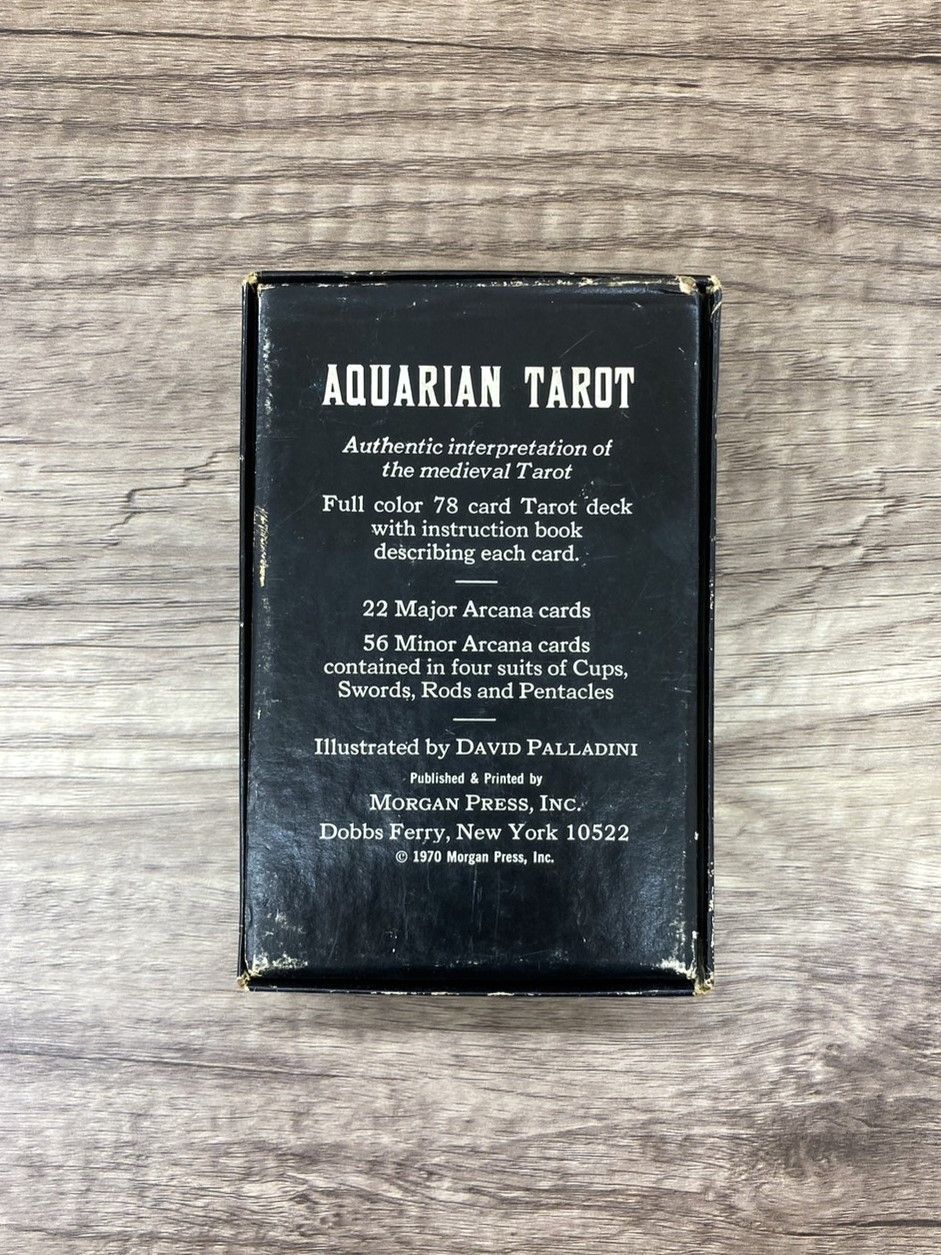 AQUARIAN TAROT
Authentic interpretation of
the medieval Tarot
Full color 78 card Tarot deck
with instruction book
describing each card.
22 Major Arcana cards
56 Minor Arcana cards
contained in four suits of Cups,
Swords, Rods and Pentacles
Illustrated by DAVID PALLADINI
Published & Printed by
MORGAN PRESS, INC.
Dobbs Ferry, New York 10522
© 1970 Morgan Press, Inc.